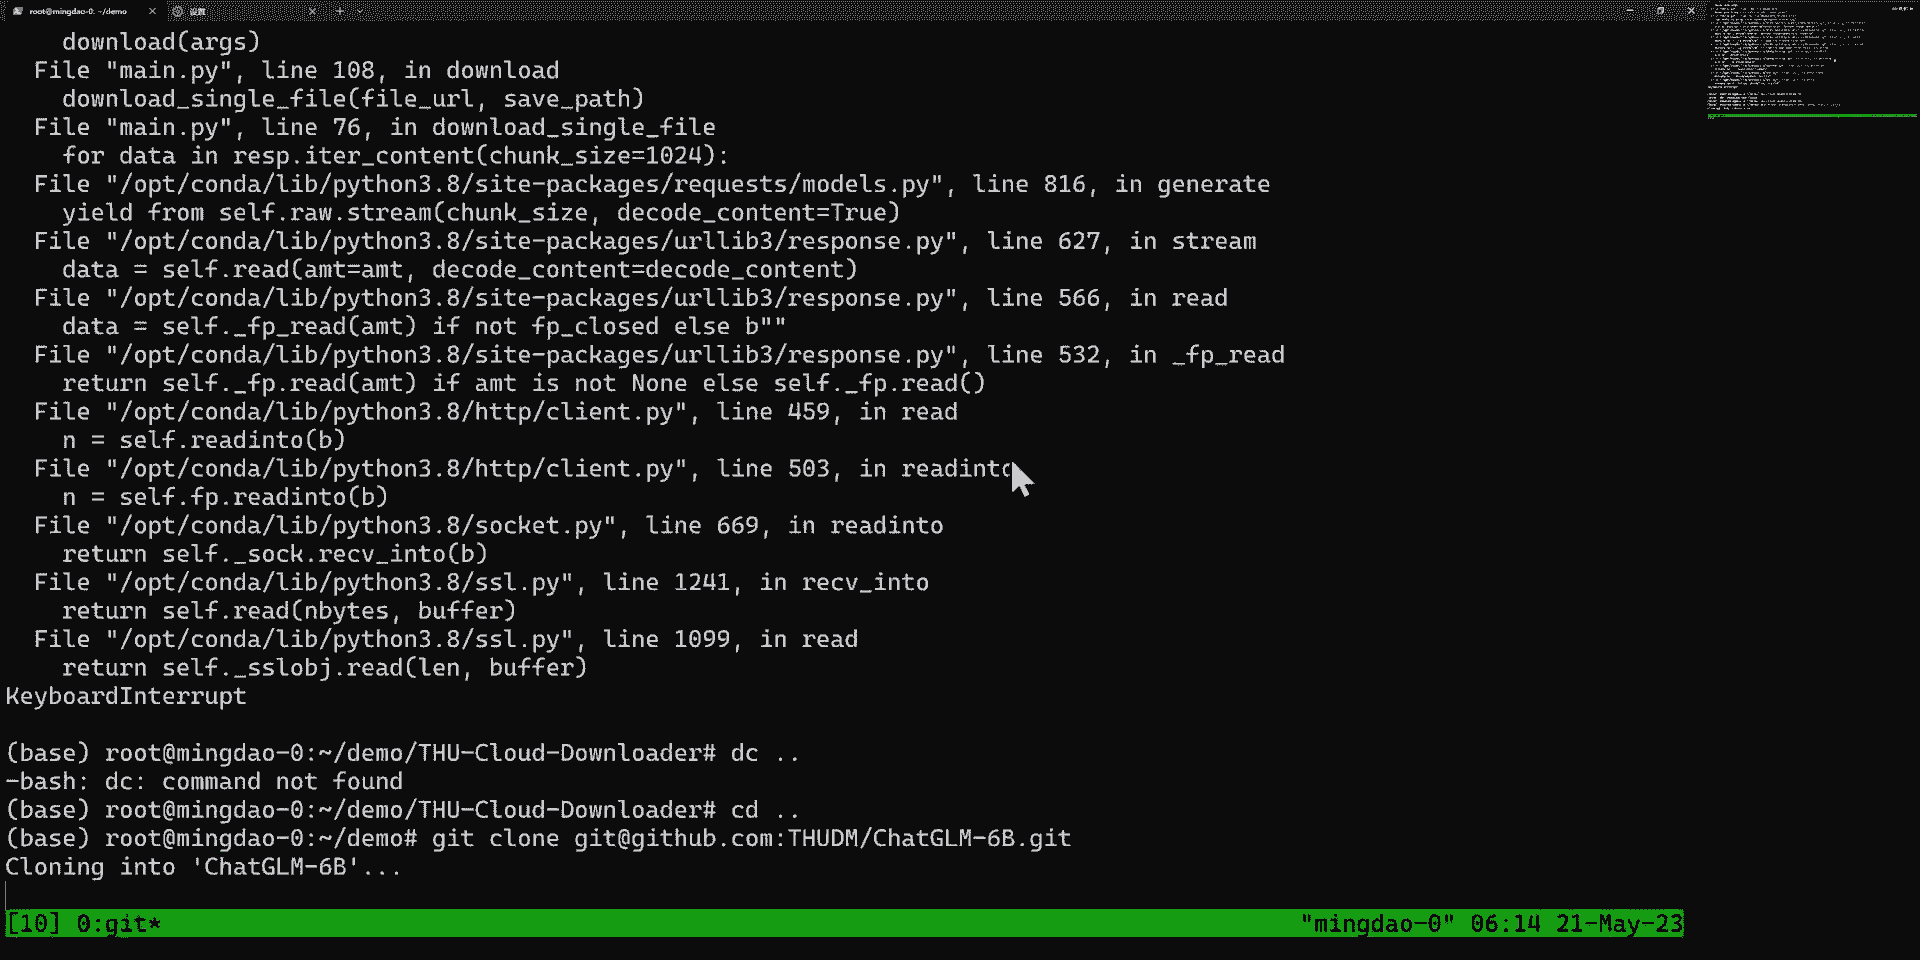 root@mingdao-0: ~/demo
设置
download(args)
File "main.py", line 108, in download
download_single_file(file_url, save_path)
File "main.py", line 76, in download_single_file
for data in resp.iter_content(chunk_size=1024):
File "/opt/conda/lib/python3.8/site-packages/requests/models.py", line 816, in generate
yield from self.raw.stream(chunk_size, decode_content=True)
File "/opt/conda/lib/python3.8/site-packages/urllib3/response.py", line 627, in stream
data = self.read(amt=amt, decode_content=decode_content)
File "/opt/conda/lib/python3.8/site-packages/urllib3/response.py", line 566, in read
data = self._fp_read(amt) if not fp_closed else b""
File "/opt/conda/lib/python3.8/site-packages/urllib3/response.py", line 532, in _fp_read
return self._fp.read(amt) if amt is not None else self._fp.read()
File "/opt/conda/lib/python3.8/http/client.py", line 459, in read
n = self.readinto(b)
File "/opt/conda/lib/python3.8/http/client.py", line 503, in readinto
n = self.fp.readinto(b)
File "/opt/conda/lib/python3.8/socket.py", line 669, in readinto
return self._sock.recv_into(b)
File "/opt/conda/lib/python3.8/ssl.py", line 1241, in recv_into
return self.read(nbytes, buffer)
File "/opt/conda/lib/python3.8/ssl.py", line 1099, in read
return self._sslobj.read(len, buffer)
KeyboardInterrupt
(base) root@mingdao-0:~/demo/THU-Cloud-Downloader# dc ..
-bash: dc: command not found
(base) root@mingdao-0:~/demo/THU-Cloud-Downloader# cd ..
(base) root@mingdao-0:~/demo# git clone git@github.com:THUDM/ChatGLM-6B.git
Cloning into 'ChatGLM-6B'...
[10] 0:git* "mingdao-0" 06:14 21-May-23